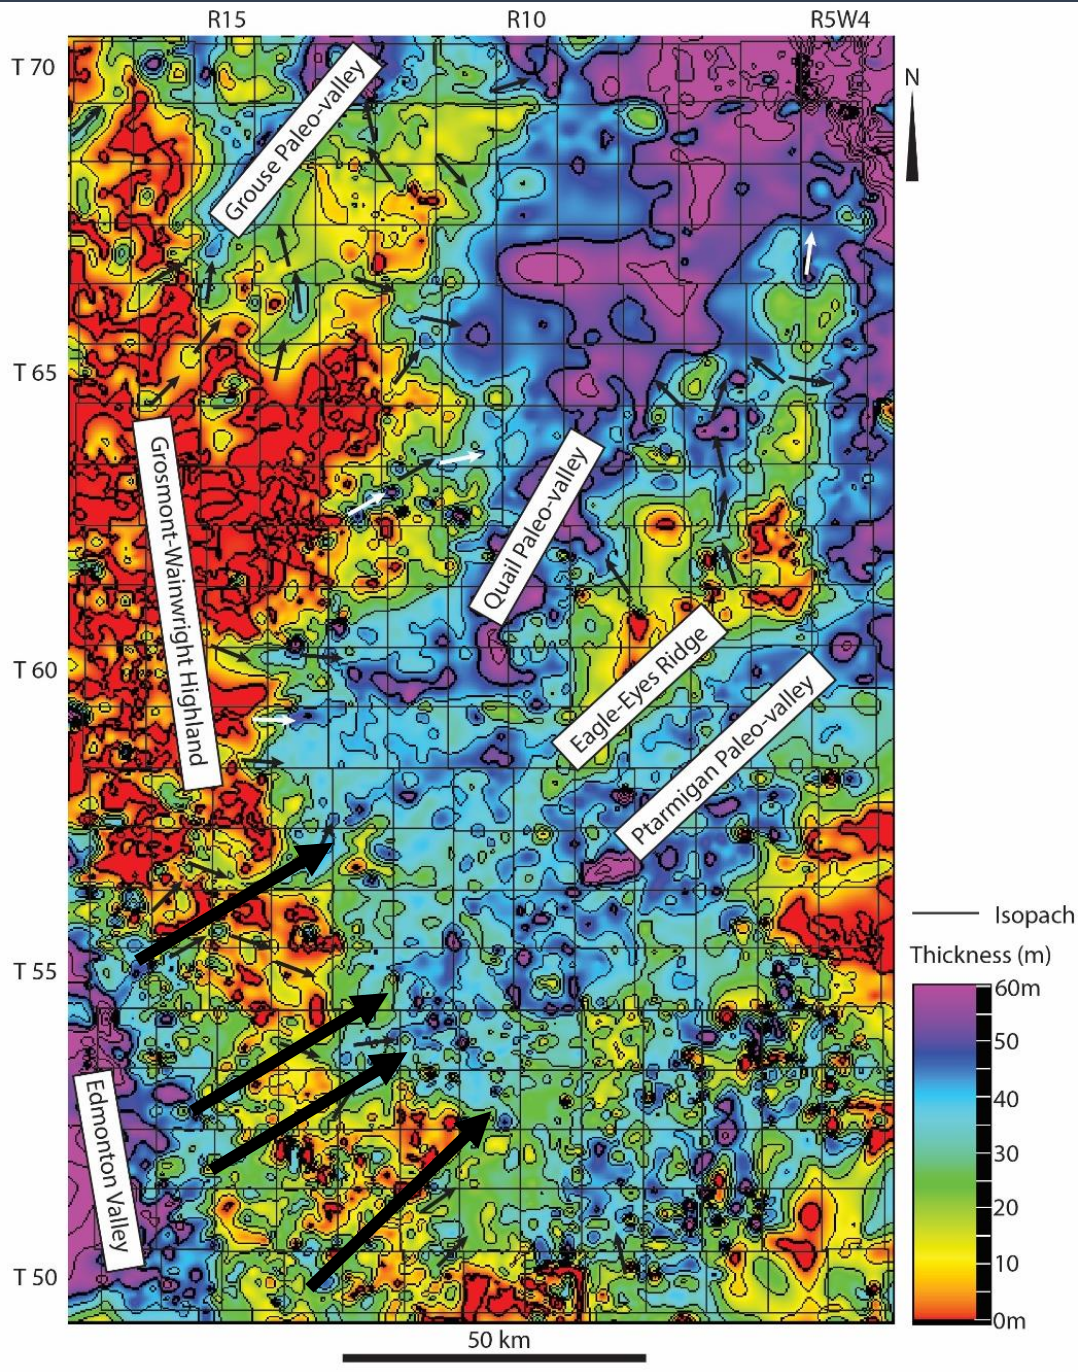 R15
R10
R5W4
T 70
N
Grouse Paleo-valley
T 65
Grosmont-Wainwright Highland
Quail Paleo-valley
T 60
Eagle-Eyes Ridge
Ptarmigan Paleo-valley
Isopach
Thickness (m)
T 55
60m
50
40
30
20
10
0m
Edmonton Valley
T 50
50 km